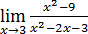 lim x→3 x²−9 / x²−2x−3